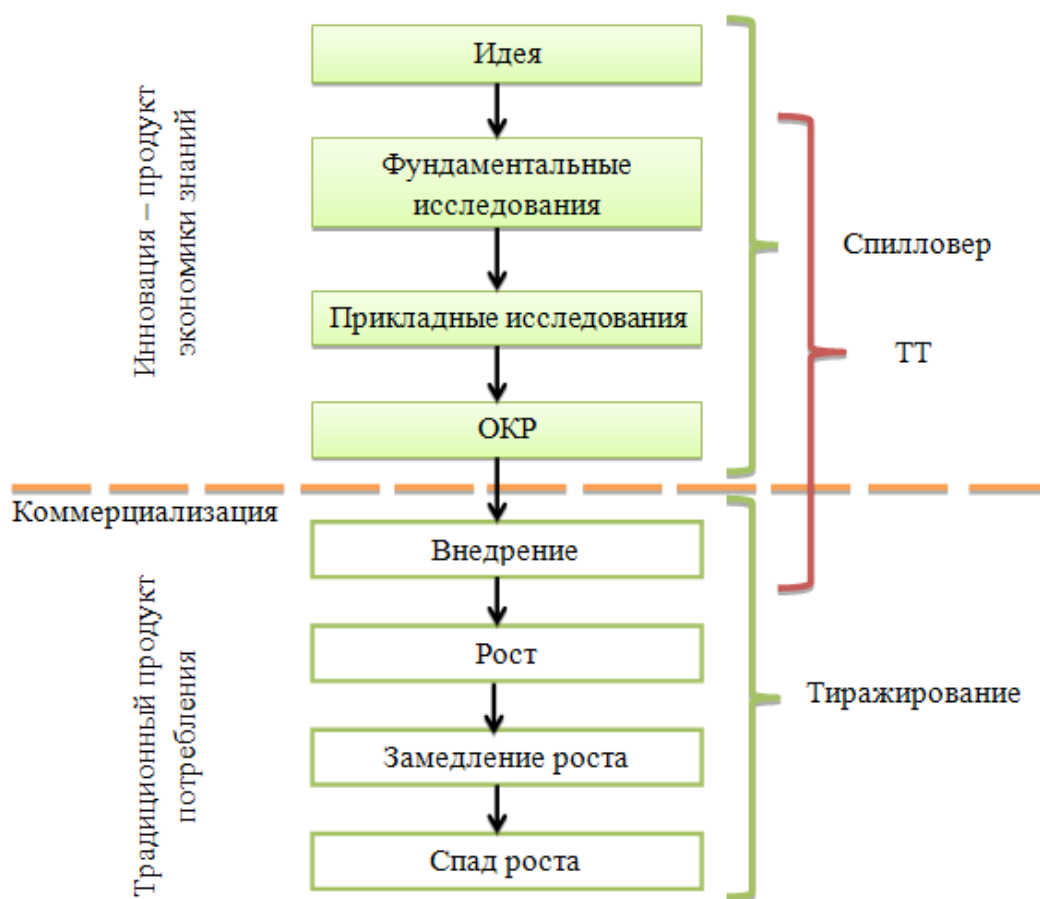 Идея
Инновация – продукт
экономики знаний
Фундаментальные
исследования
Спилловер
Прикладные исследования
ТТ
ОКР
Коммерциализация
Внедрение
Традиционный продукт
потребления
Рост
Тиражирование
Замедление роста
Спад роста